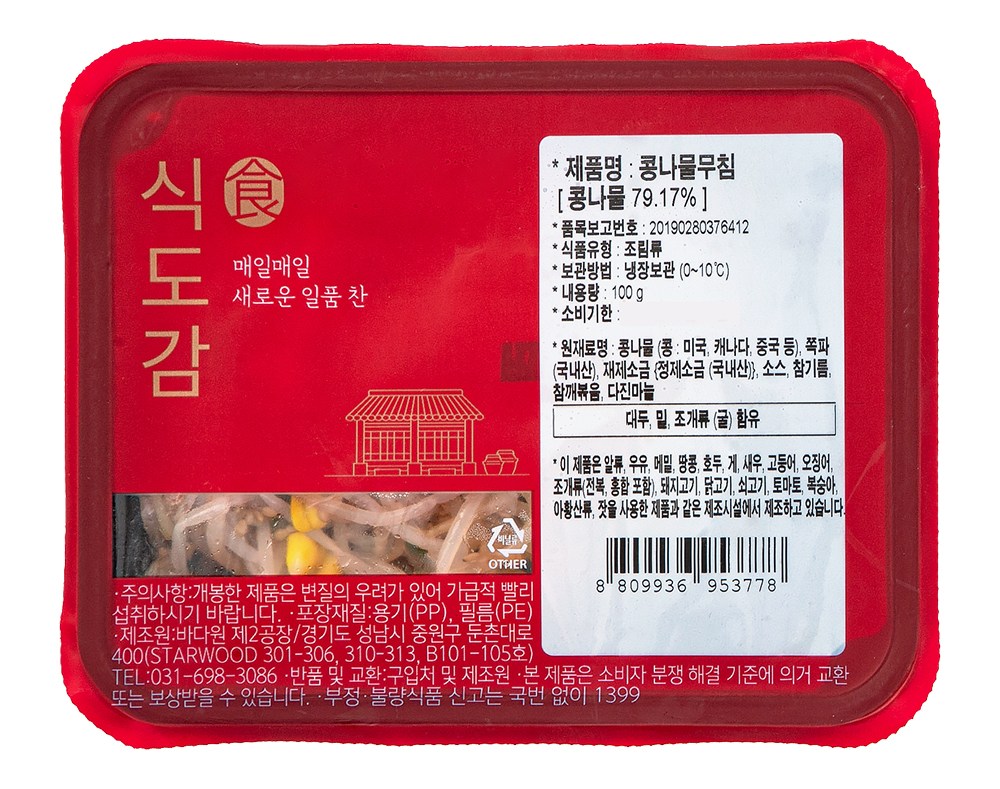 식도감
食
매일매일
새로운 일품 찬
* 제품명 : 콩나물무침
[ 콩나물 79.17% ]
* 품목보고번호 : 20190280376412
* 식품유형 : 조림류
* 보관방법 : 냉장보관 (0~10℃)
* 내용량 : 100 g
* 소비기한 :
* 원재료명 : 콩나물 (콩 : 미국, 캐나다, 중국 등), 쪽파
(국내산), 재제소금 {정제소금 (국내산)}, 소스, 참기름,
참깨볶음, 다진마늘
대두, 밀, 조개류 (굴) 함유
* 이 제품은 알류, 우유, 메밀, 땅콩, 호두, 게, 새우, 고등어, 오징어,
조개류(전복, 홍합 포함), 돼지고기, 닭고기, 쇠고기, 토마토, 복숭아,
아황산류, 잣을 사용한 제품과 같은 제조시설에서 제조하고 있습니다.
8 809936 953778
비닐류
OTHER
·주의사항:개봉한 제품은 변질의 우려가 있어 가급적 빨리
섭취하시기 바랍니다. ·포장재질:용기(PP), 필름(PE)
·제조원:바다원 제2공장/경기도 성남시 중원구 둔촌대로
400(STARWOOD 301-306, 310-313, B101-105호)
TEL:031-698-3086 ·반품 및 교환:구입처 및 제조원 ·본 제품은 소비자 분쟁 해결 기준에 의거 교환
또는 보상받을 수 있습니다. ·부정·불량식품 신고는 국번 없이 1399